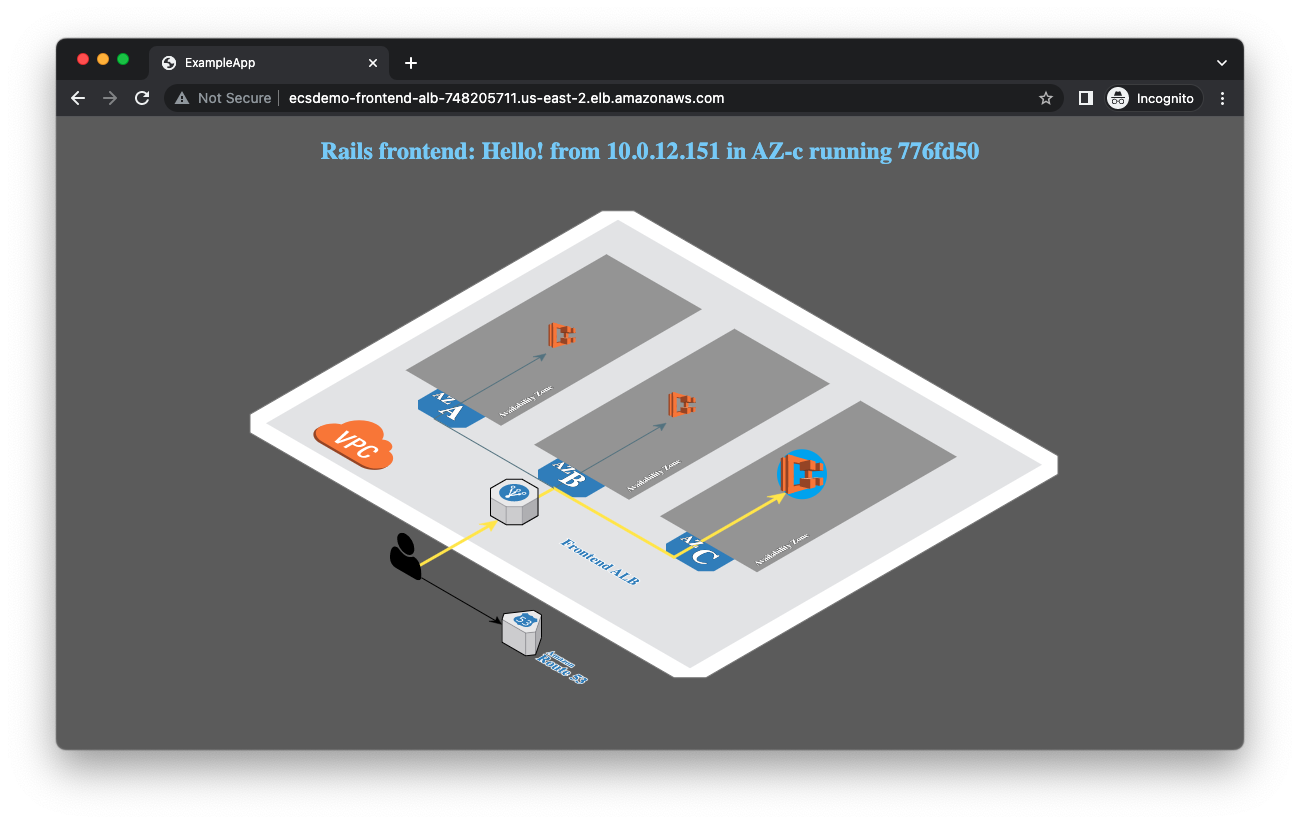 ExampleApp
Not Secure
ecsdemo-frontend-alb-748205711.us-east-2.elb.amazonaws.com
Incognito
Rails frontend: Hello! from 10.0.12.151 in AZ-c running 776fd50
AZ
A
Availability Zone
VPC
AZ
B
Availability Zone
AZ
C
Availability Zone
Frontend ALB
53
Amazon
Route 53